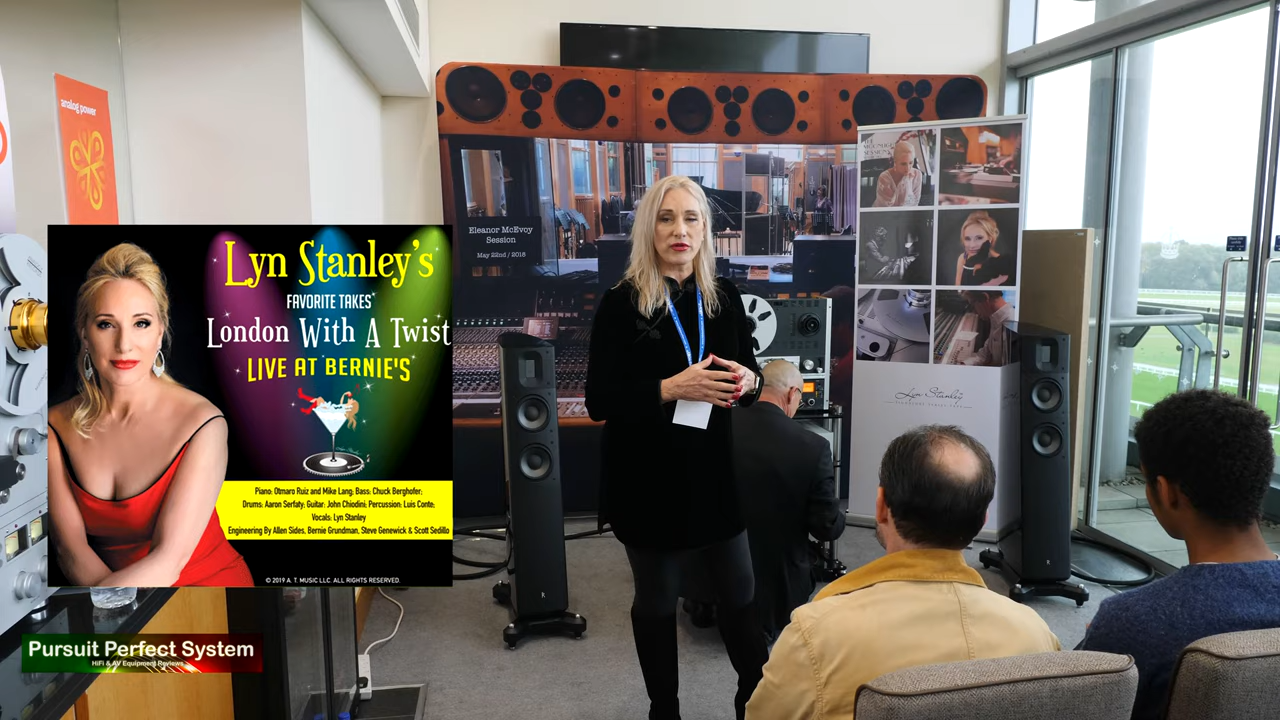 analog power
Eleanor McEvoy
Session
May 22nd / 2018
Lyn Stanley's
FAVORITE TAKES
London With A Twist
LIVE AT BERNIE'S
Piano: Otmaro Ruiz and Mike Lang; Bass: Chuck Berghofer;
Drums: Aaron Serfaty; Guitar: John Chiodini; Percussion: Luis Conte;
Vocals: Lyn Stanley
Engineering By Allen Sides, Bernie Grundman, Steve Genewick & Scott Sedillo
© 2019 A. T. MUSIC LLC. ALL RIGHTS RESERVED.
Lyn Stanley
Pursuit Perfect System
HiFi & AV Equipment Reviews